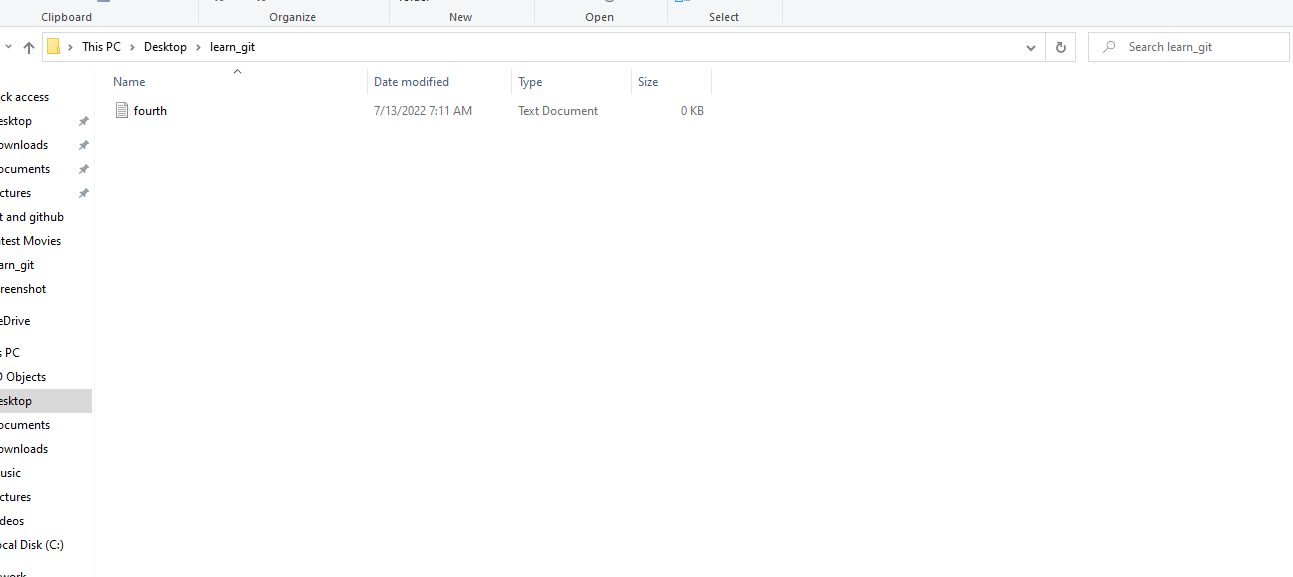 Clipboard Organize New Open Select
This PC > Desktop > learn_git
Search learn_git
Name Date modified Type Size
fourth 7/13/2022 7:11 AM Text Document 0 KB
ck access
esktop
ownloads
ocuments
ctures
t and github
test Movies
arn_git
reenshot
eDrive
s PC
D Objects
esktop
ocuments
ownloads
usic
ctures
deos
ocal Disk (C:)